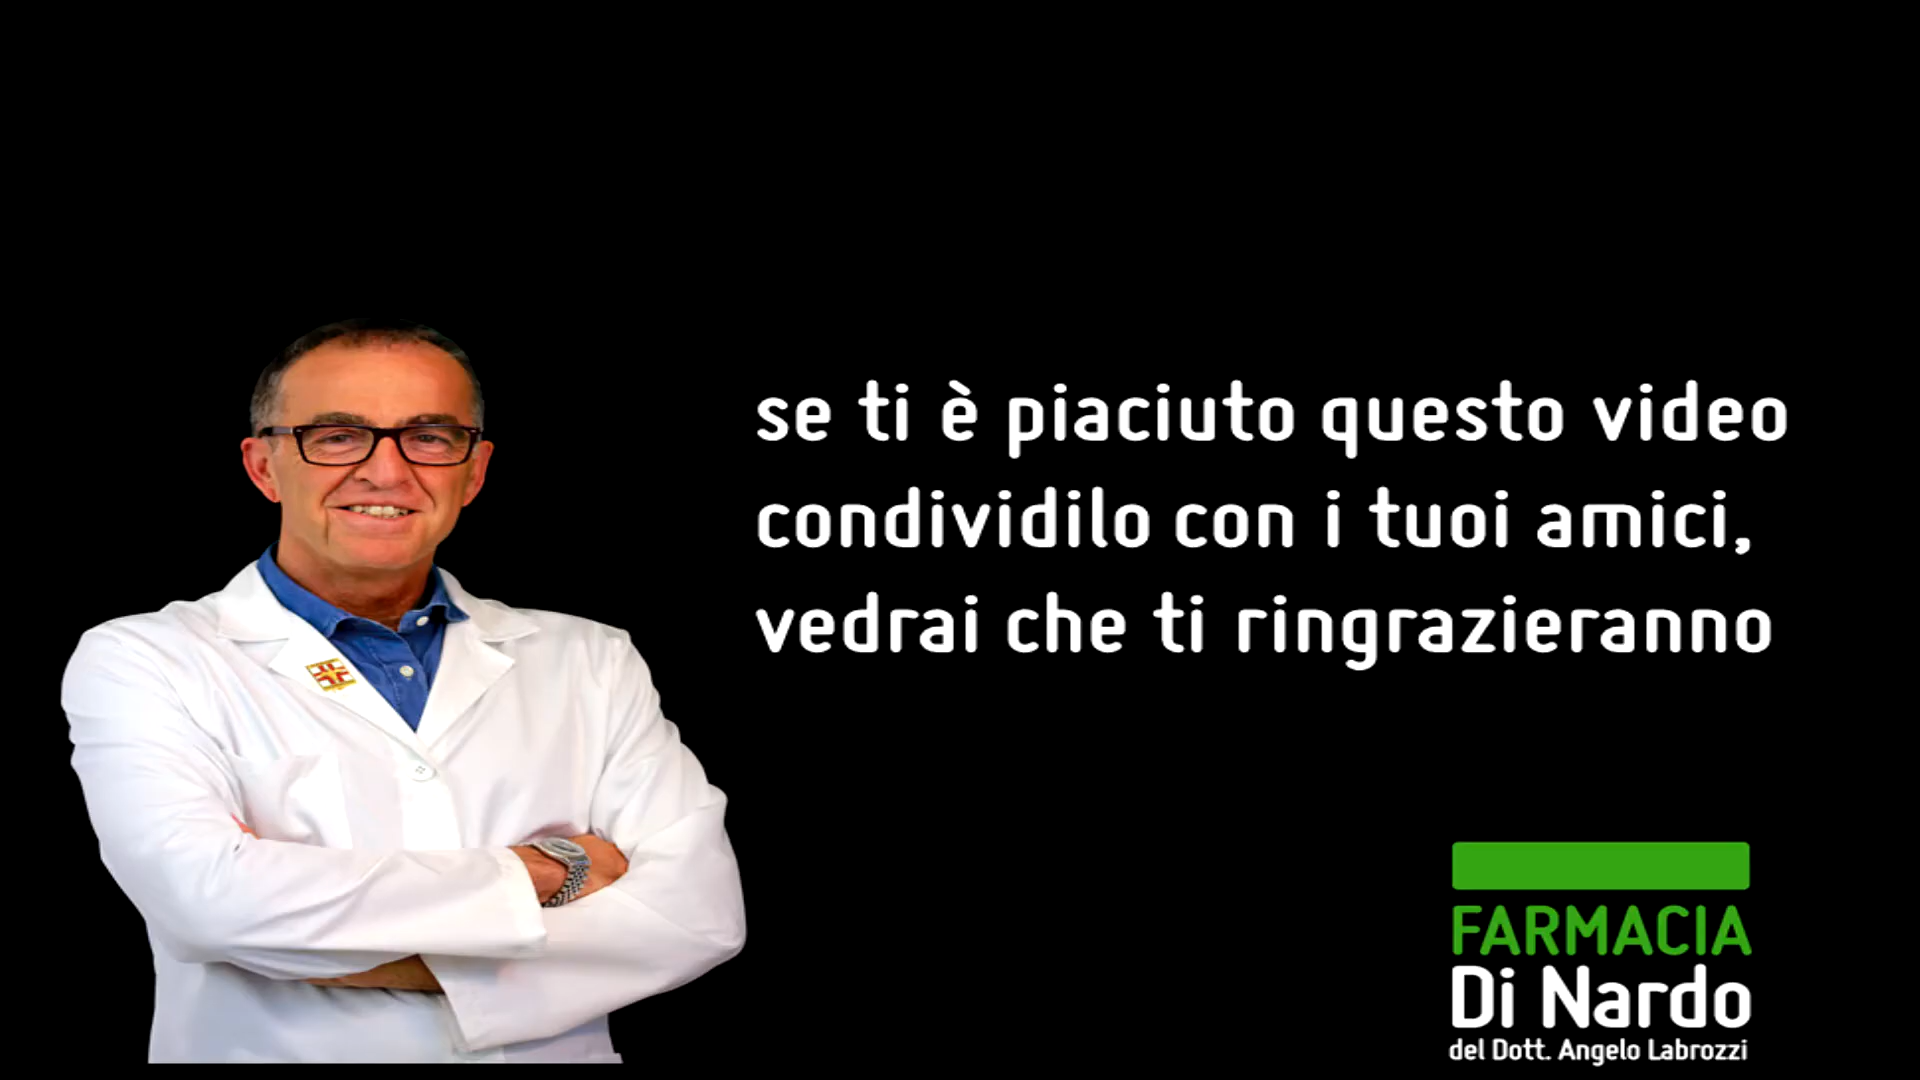 se ti è piaciuto questo video
condividilo con i tuoi amici,
vedrai che ti ringrazieranno
FARMACIA
Di Nardo
del Dott. Angelo Labrozzi